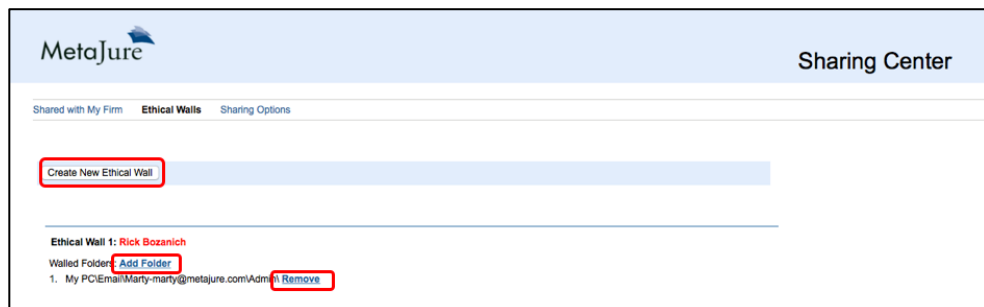 MetaJure
Sharing Center
Shared with My Firm Ethical Walls Sharing Options
Create New Ethical Wall
Ethical Wall 1: Rick Bozanich
Walled Folders: Add Folder
1. My PC\Email\Marty-marty@metajure.com\Admin\ Remove